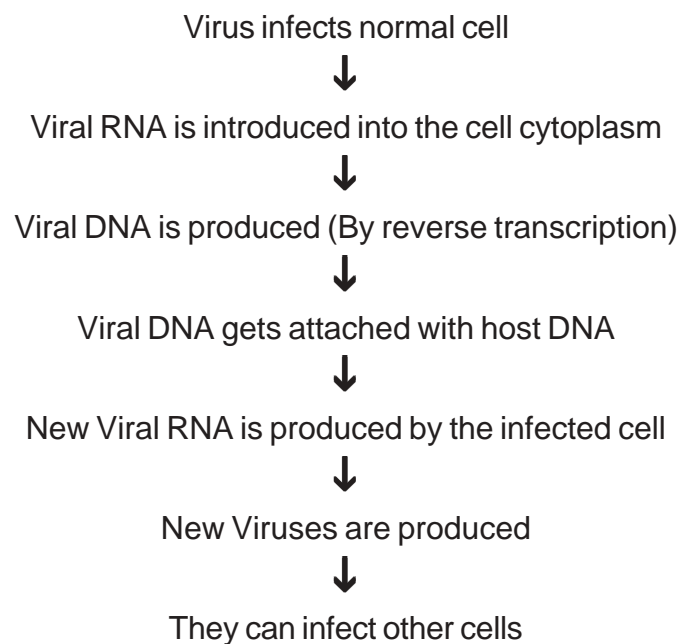 Virus infects normal cell
Viral RNA is introduced into the cell cytoplasm
Viral DNA is produced (By reverse transcription)
Viral DNA gets attached with host DNA
New Viral RNA is produced by the infected cell
New Viruses are produced
They can infect other cells